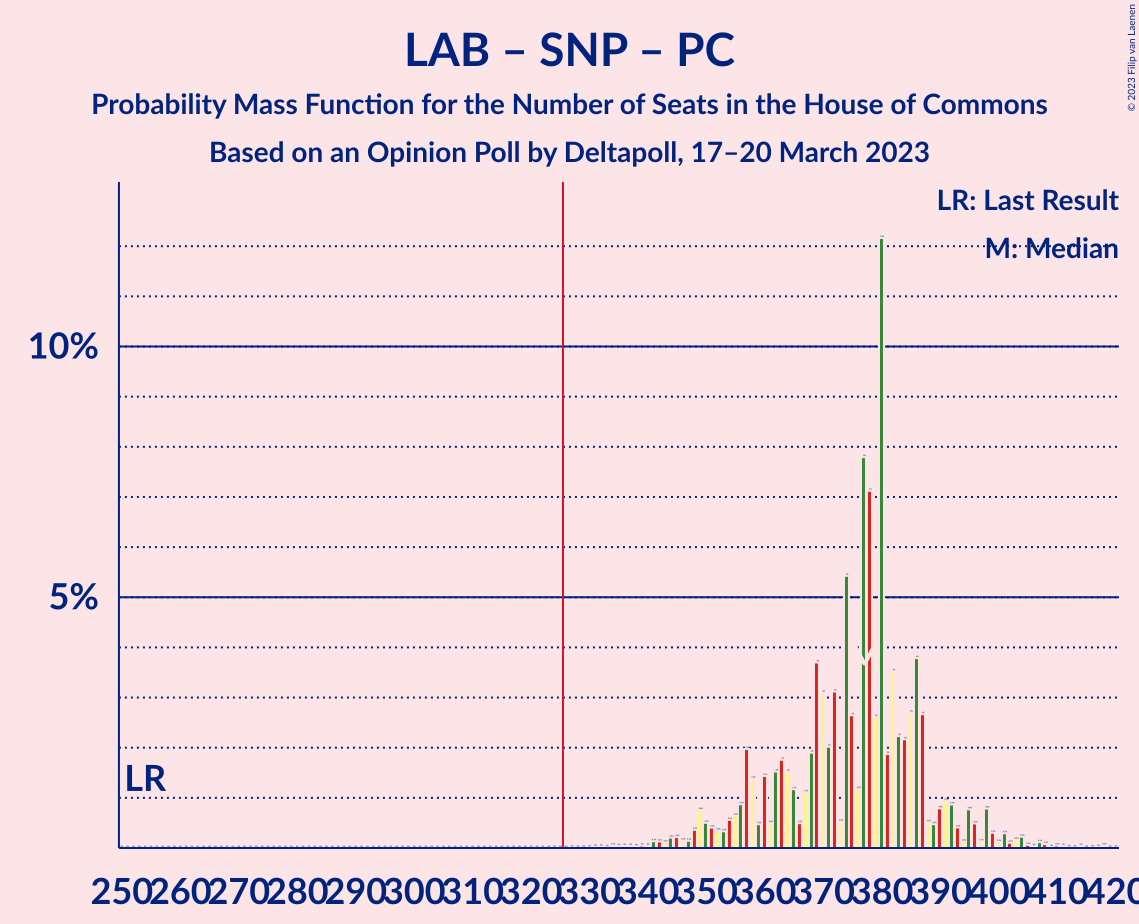 LAB – SNP – PC
Probability Mass Function for the Number of Seats in the House of Commons
Based on an Opinion Poll by Deltapoll, 17–20 March 2023
© 2023 Filip van Laenen
LR: Last Result
M: Median
10%
5%
LR
250 260 270 280 290 300 310 320 330 340 350 360 370 380 390 400 410 420